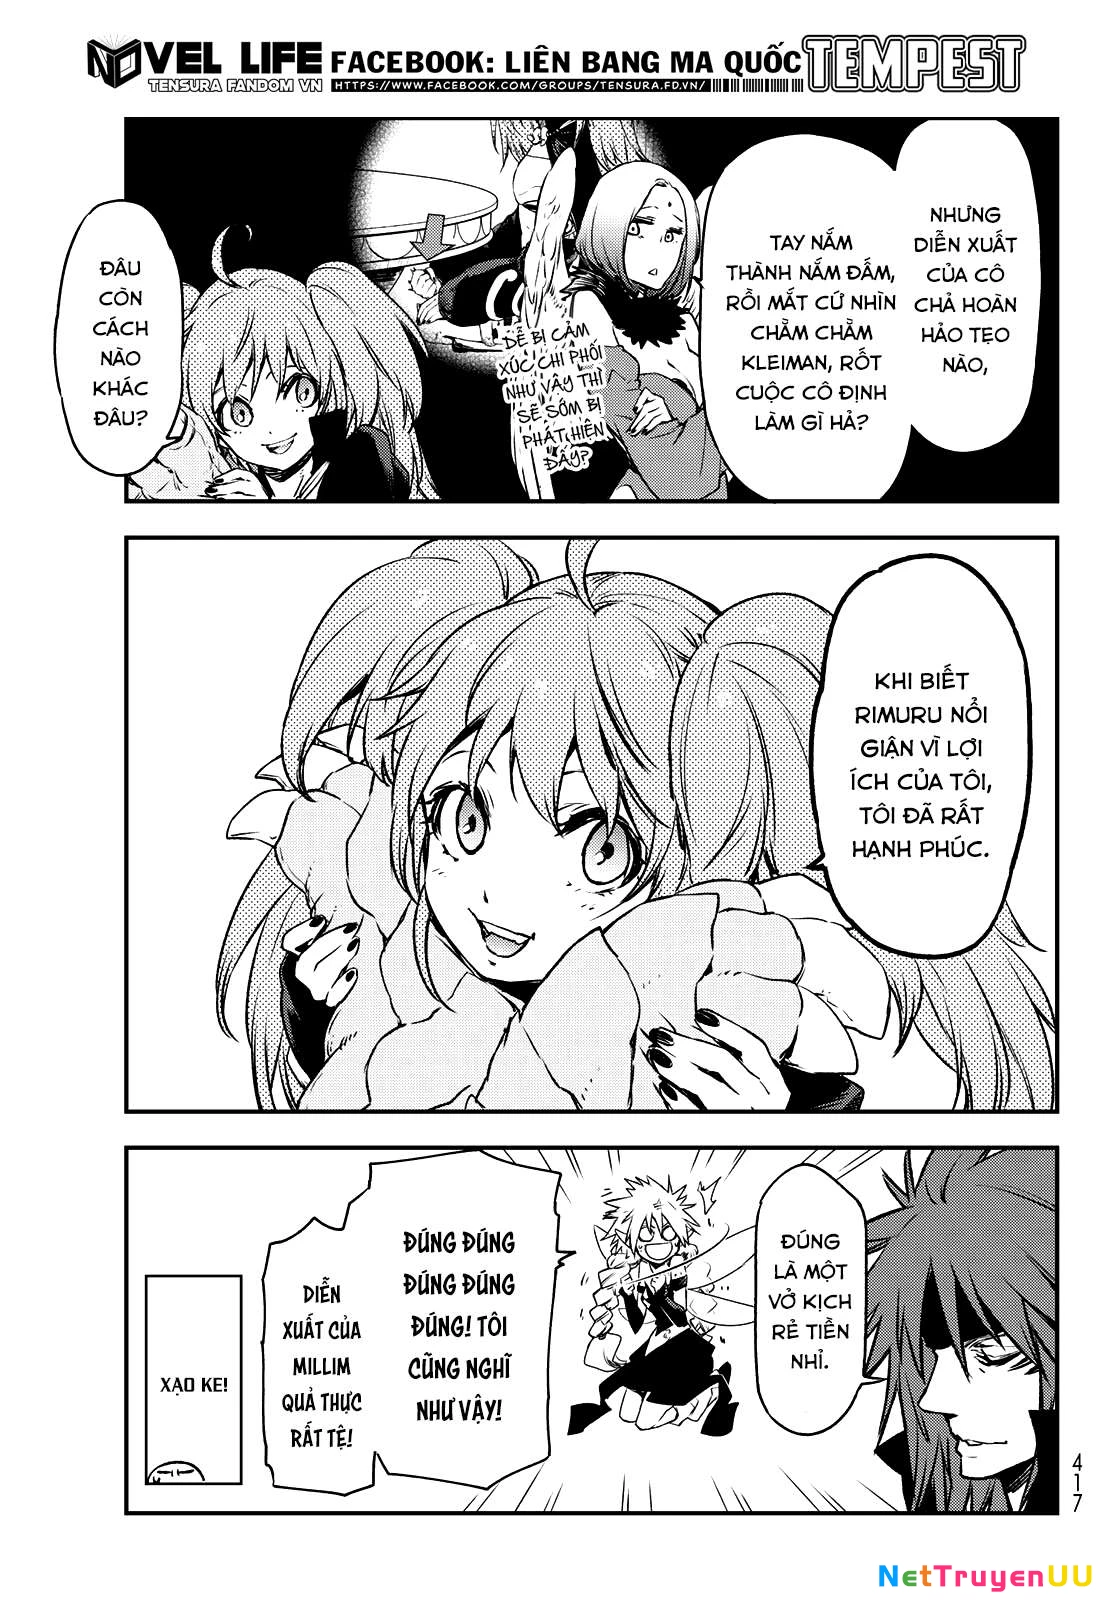 NOVEL LIFE
TENSURA FANDOM VN
FACEBOOK: LIÊN BANG MA QUỐC
HTTPS://WWW.FACEBOOK.COM/GROUPS/TENSURA.FD.VN/
TEMPEST
NHƯNG
DIỄN XUẤT
CỦA CÔ
CHẢ HOÀN
HẢO TẸO
NÀO,
TAY NẮM
THÀNH NẮM ĐẤM,
RỒI MẮT CỨ NHÌN
CHẰM CHẰM
KLEIMAN, RỐT
CUỘC CÔ ĐỊNH
LÀM GÌ HẢ?
DỄ BỊ CẢM
XÚC CHI PHỐI
NHƯ VẬY THÌ
SẼ SỚM BỊ
PHÁT HIỆN
ĐẤY?
ĐÂU
CÒN
CÁCH
NÀO
KHÁC
ĐÂU?
KHI BIẾT
RIMURU NỔI
GIẬN VÌ LỢI
ÍCH CỦA TÔI,
TÔI ĐÃ RẤT
HẠNH PHÚC.
ĐÚNG
LÀ MỘT
VỞ KỊCH
RẺ TIỀN
NHỈ.
ĐÚNG ĐÚNG
ĐÚNG ĐÚNG
ĐÚNG! TÔI
CŨNG NGHĨ
NHƯ VẬY!
DIỄN
XUẤT CỦA
MILLIM
QUẢ THỰC
RẤT TỆ!
XẠO KE!
417
NetTruyenUU